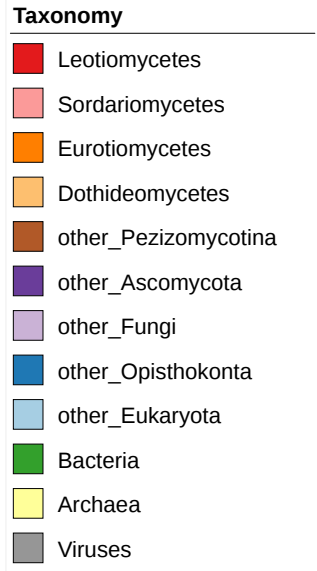 Taxonomy
Leotiomycetes
Sordariomycetes
Eurotiomycetes
Dothideomycetes
other_Pezizomycotina
other_Ascomycota
other_Fungi
other_Opisthokonta
other_Eukaryota
Bacteria
Archaea
Viruses